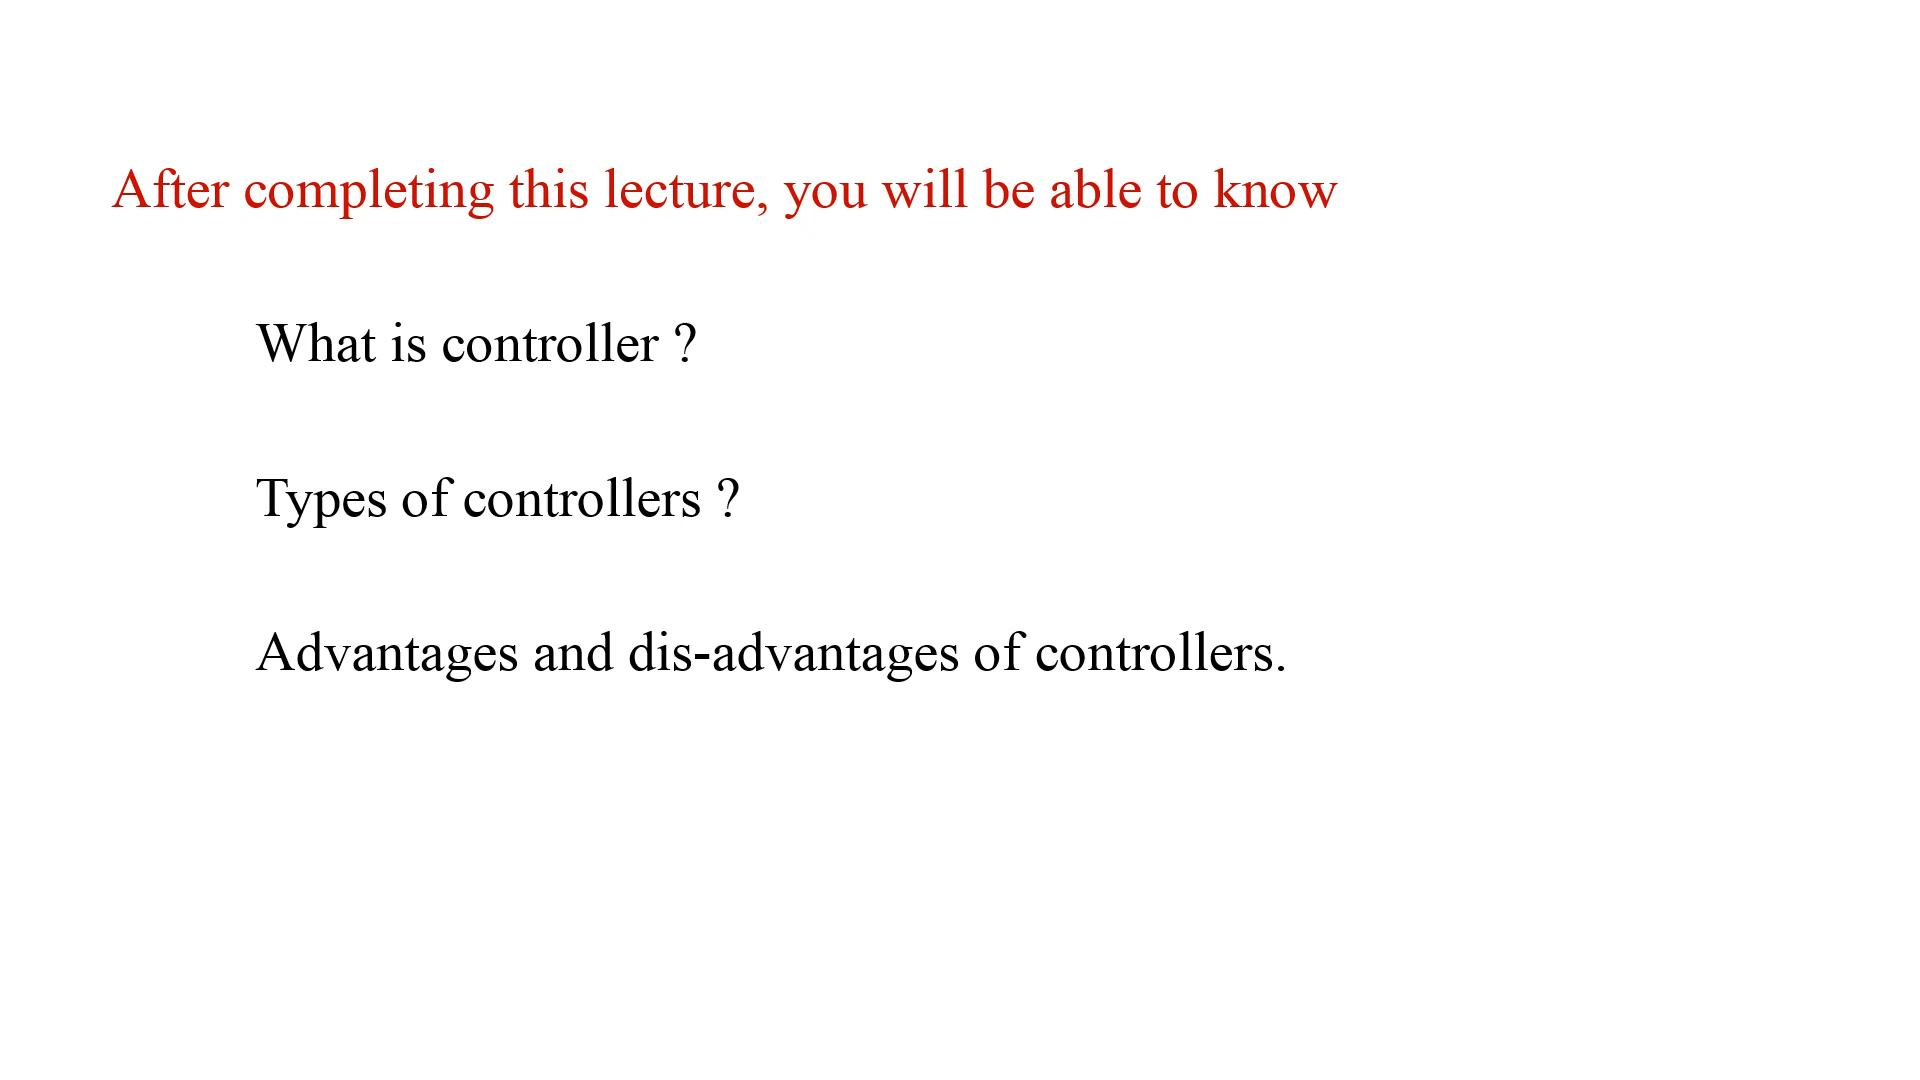 After completing this lecture, you will be able to know
What is controller ?
Types of controllers ?
Advantages and dis-advantages of controllers.